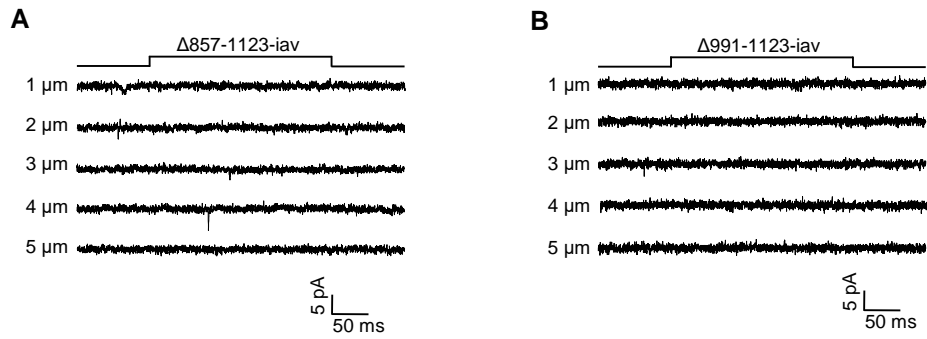 A
Δ857-1123-iav
1 µm
2 µm
3 µm
4 µm
5 µm
5 pA
50 ms
B
Δ991-1123-iav
1 µm
2 µm
3 µm
4 µm
5 µm
5 pA
50 ms